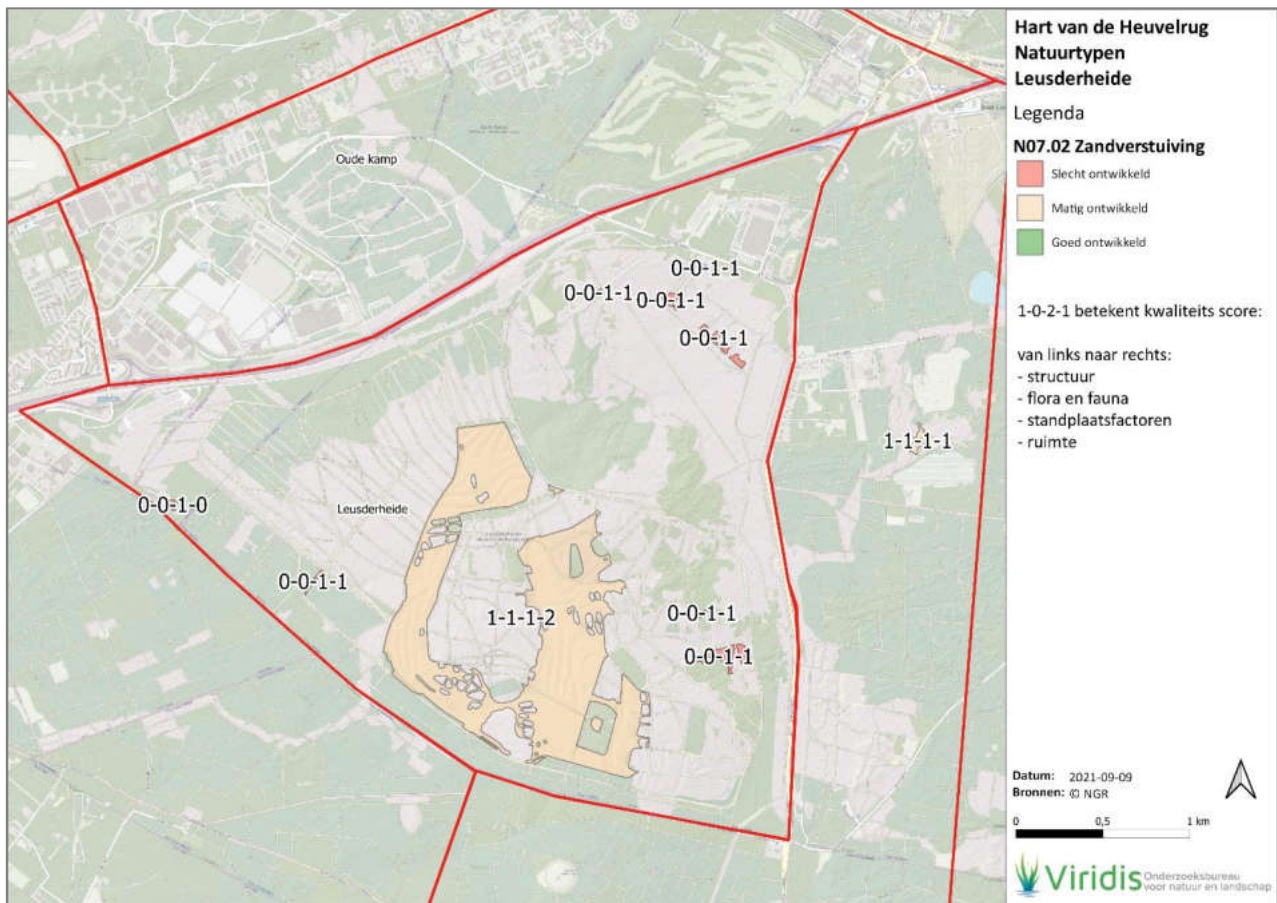 Hart van de Heuvelrug
Natuurtypen
Leusderheide
Legenda
N07.02 Zandverstuiving
Slecht ontwikkeld
Matig ontwikkeld
Goed ontwikkeld
1-0-2-1 betekent kwaliteits score:
van links naar rechts:
- structuur
- flora en fauna
- standplaatsfactoren
- ruimte
Oude kamp
0-0-1-1
0-0-1-1
0-0-1-1
0-0-1-1
1-1-1-1
0-0-1-0
Leusderheide
0-0-1-1
1-1-1-2
0-0-1-1
0-0-1-1
Datum: 2021-09-09
Bronnen: © NGR
0 0,5 1 km
Viridis Onderzoeksbureau
voor natuur en landschap